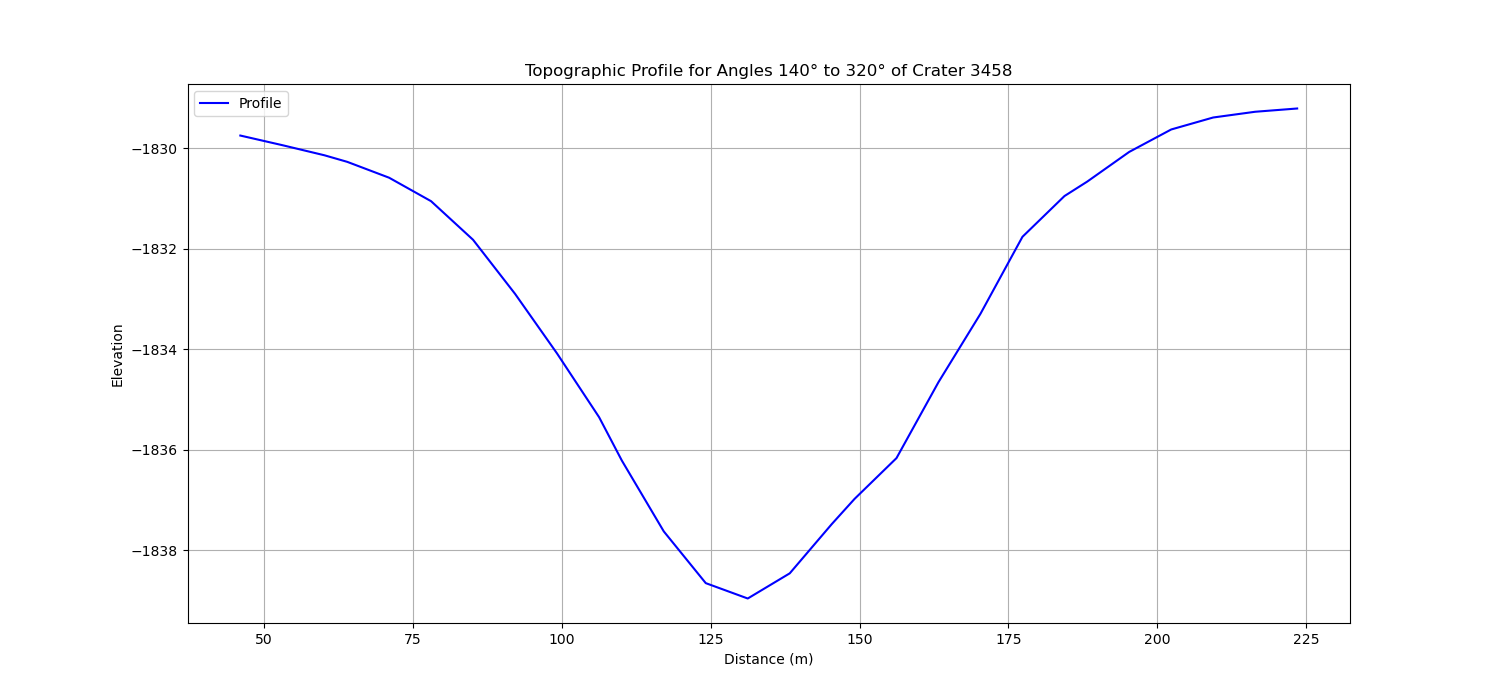 Topographic Profile for Angles 140° to 320° of Crater 3458
Profile
−1830
−1832
−1834
−1836
−1838
Elevation
50 75 100 125 150 175 200 225
Distance (m)